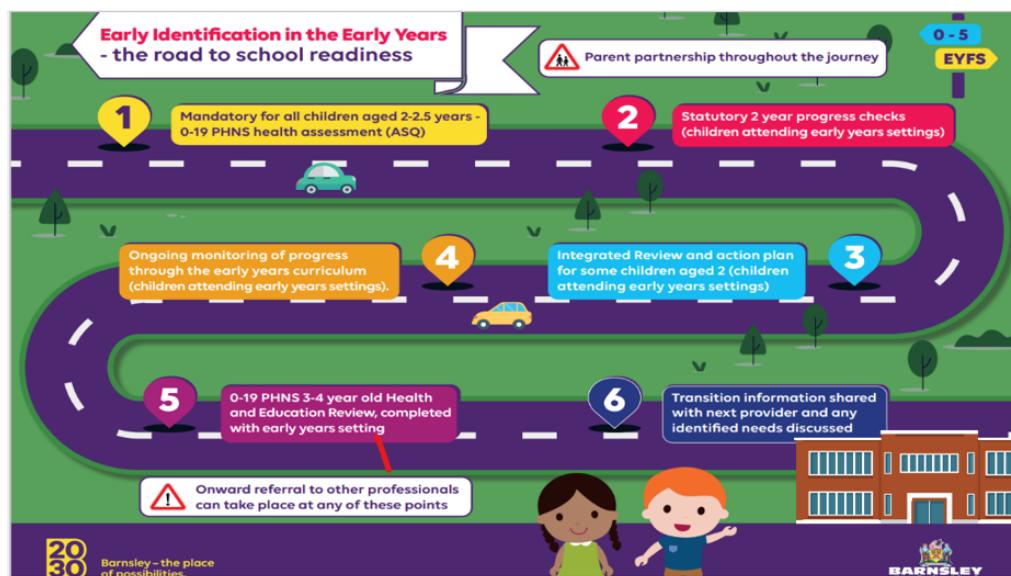 Early Identification in the Early Years
- the road to school readiness
Parent partnership throughout the journey
0 - 5
EYFS
1
Mandatory for all children aged 2-2.5 years -
0-19 PHNS health assessment (ASQ)
2
Statutory 2 year progress checks
(children attending early years settings)
3
Integrated Review and action plan
for some children aged 2 (children
attending early years settings)
4
Ongoing monitoring of progress
through the early years curriculum
(children attending early years settings).
5
0-19 PHNS 3-4 year old Health
and Education Review, completed
with early years setting
6
Transition information shared
with next provider and any
identified needs discussed
!
Onward referral to other professionals
can take place at any of these points
20
30
Barnsley – the place
of possibilities.
BARNSLEY